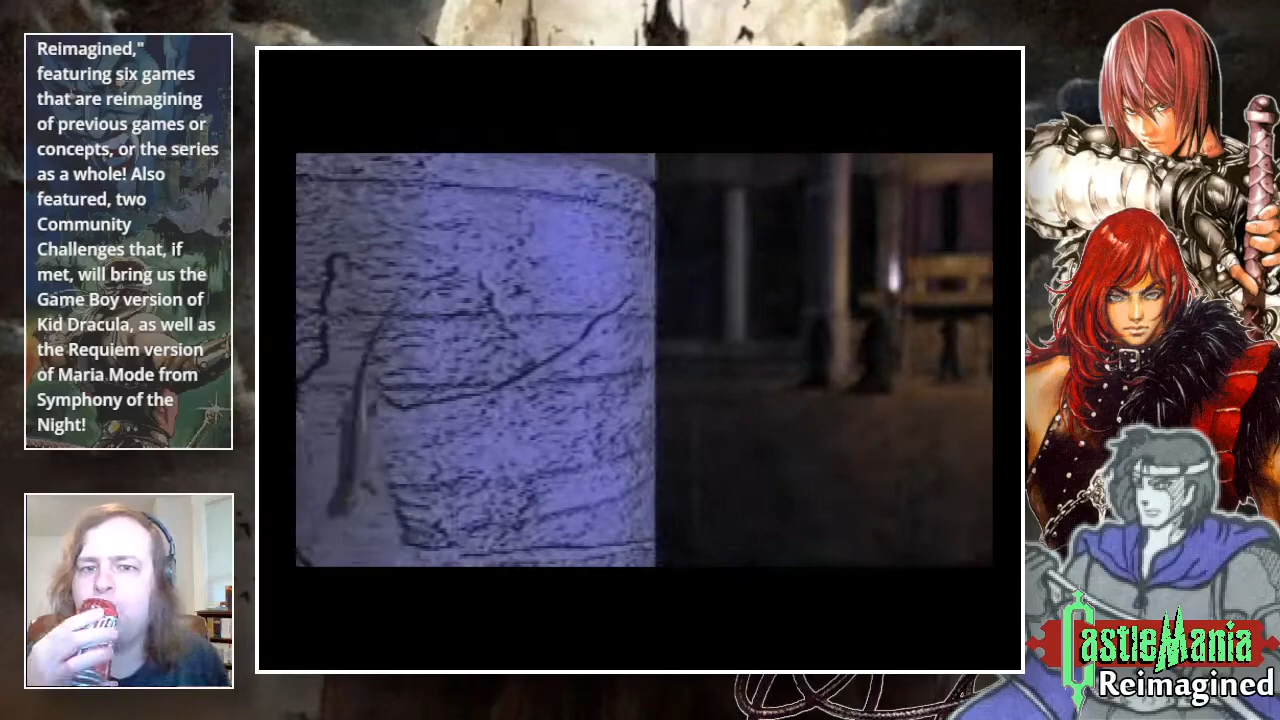 Reimagined,"
featuring six games
that are reimagining
of previous games or
concepts, or the series
as a whole! Also
featured, two
Community
Challenges that, if
met, will bring us the
Game Boy version of
Kid Dracula, as well as
the Requiem version
of Maria Mode from
Symphony of the
Night!
CastleMania
Reimagined